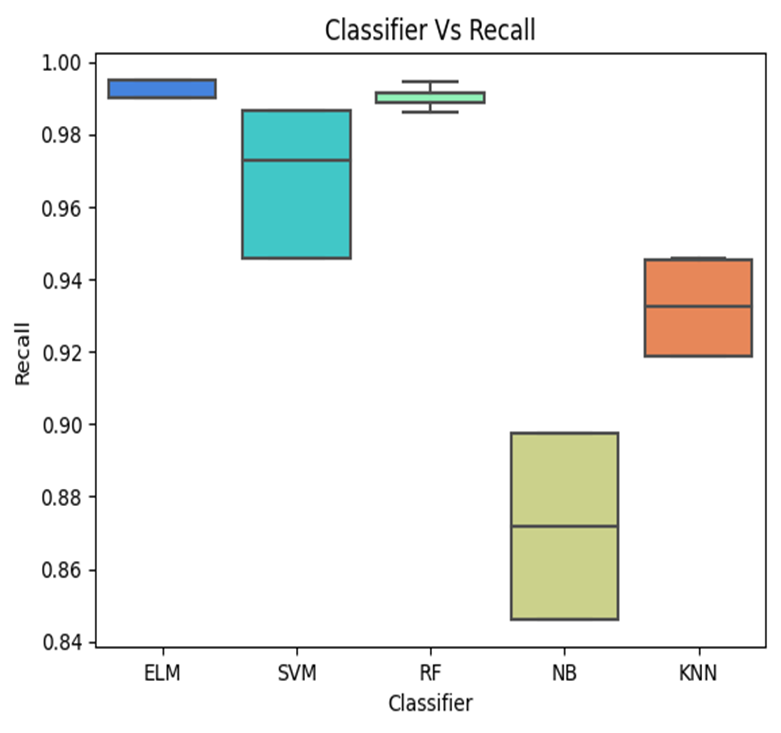 Classifier Vs Recall
1.00
0.98
0.96
0.94
0.92
0.90
0.88
0.86
0.84
Recall
ELM SVM RF NB KNN
Classifier